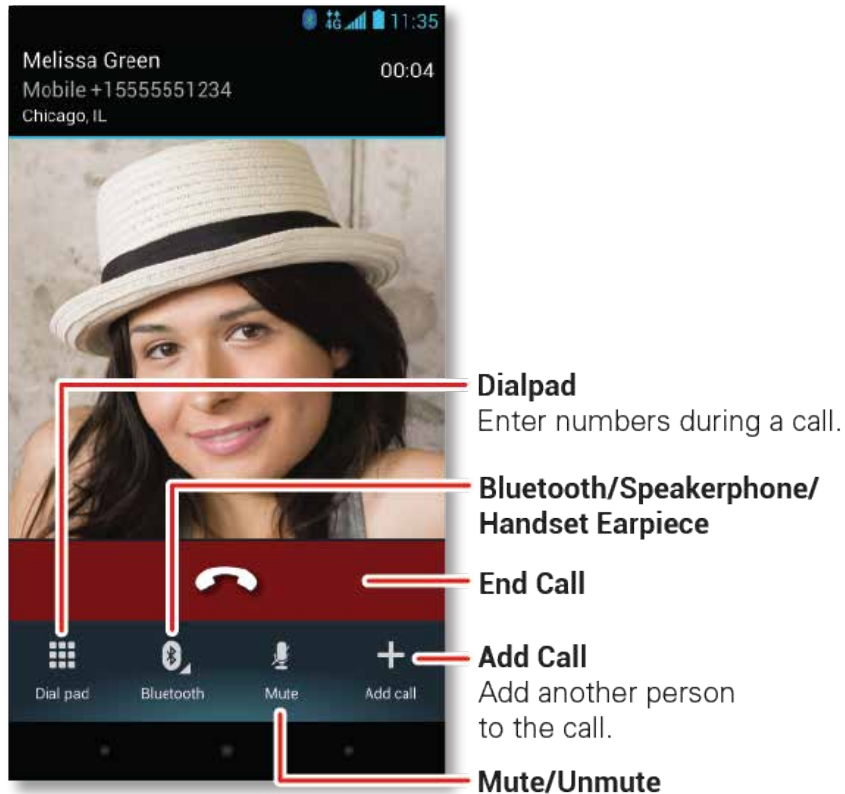 4G 11:35
Melissa Green
00:04
Mobile +15555551234
Chicago, IL
Dialpad
Enter numbers during a call.
Bluetooth/Speakerphone/
Handset Earpiece
End Call
Add Call
Add another person
to the call.
Dial pad
Bluetooth
Mute
Add call
Mute/Unmute